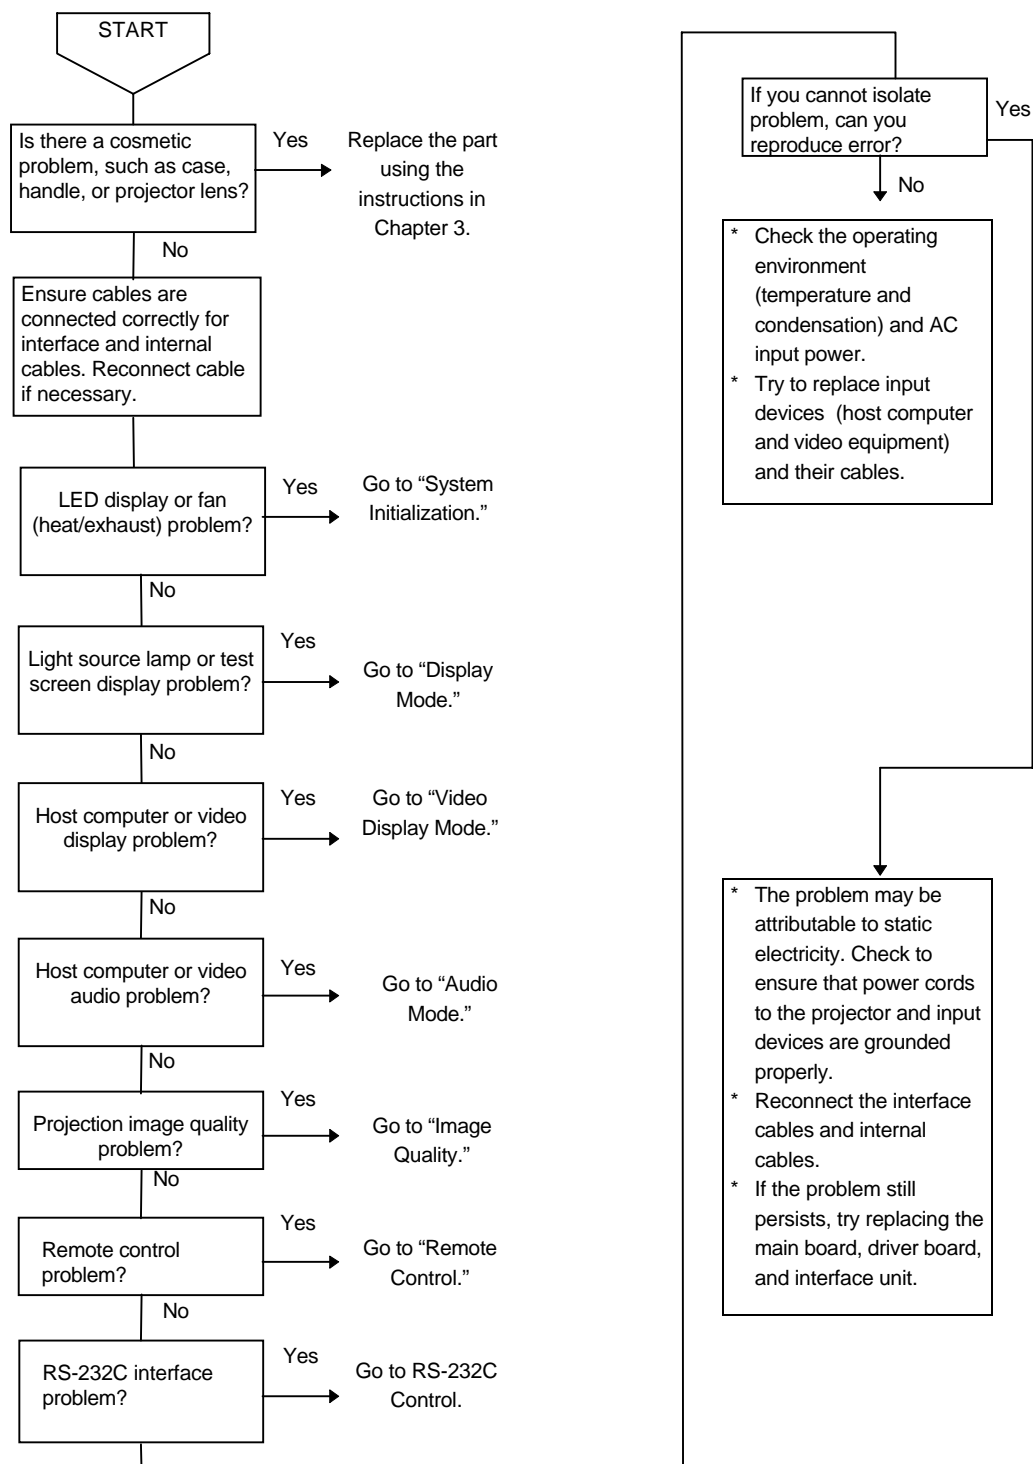 START
Is there a cosmetic
problem, such as case,
handle, or projector lens?
Yes
Replace the part
using the
instructions in
Chapter 3.
No
Ensure cables are
connected correctly for
interface and internal
cables. Reconnect cable
if necessary.
LED display or fan
(heat/exhaust) problem?
Yes
Go to “System
Initialization.”
No
Light source lamp or test
screen display problem?
Yes
Go to “Display
Mode.”
No
Host computer or video
display problem?
Yes
Go to “Video
Display Mode.”
No
Host computer or video
audio problem?
Yes
Go to “Audio
Mode.”
No
Projection image quality
problem?
Yes
Go to “Image
Quality.”
No
Remote control
problem?
Yes
Go to “Remote
Control.”
No
RS-232C interface
problem?
Yes
Go to RS-232C
Control.
If you cannot isolate
problem, can you
reproduce error?
Yes
No
* Check the operating
environment
(temperature and
condensation) and AC
input power.
* Try to replace input
devices (host computer
and video equipment)
and their cables.
* The problem may be
attributable to static
electricity. Check to
ensure that power cords
to the projector and input
devices are grounded
properly.
* Reconnect the interface
cables and internal
cables.
* If the problem still
persists, try replacing the
main board, driver board,
and interface unit.